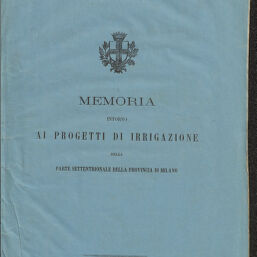 MEMORIA
INTORNO
AI PROGETTI DI IRRIGAZIONE
DELLA
PARTE SETTENTRIONALE DELLA PROVINCIA DI MILANO